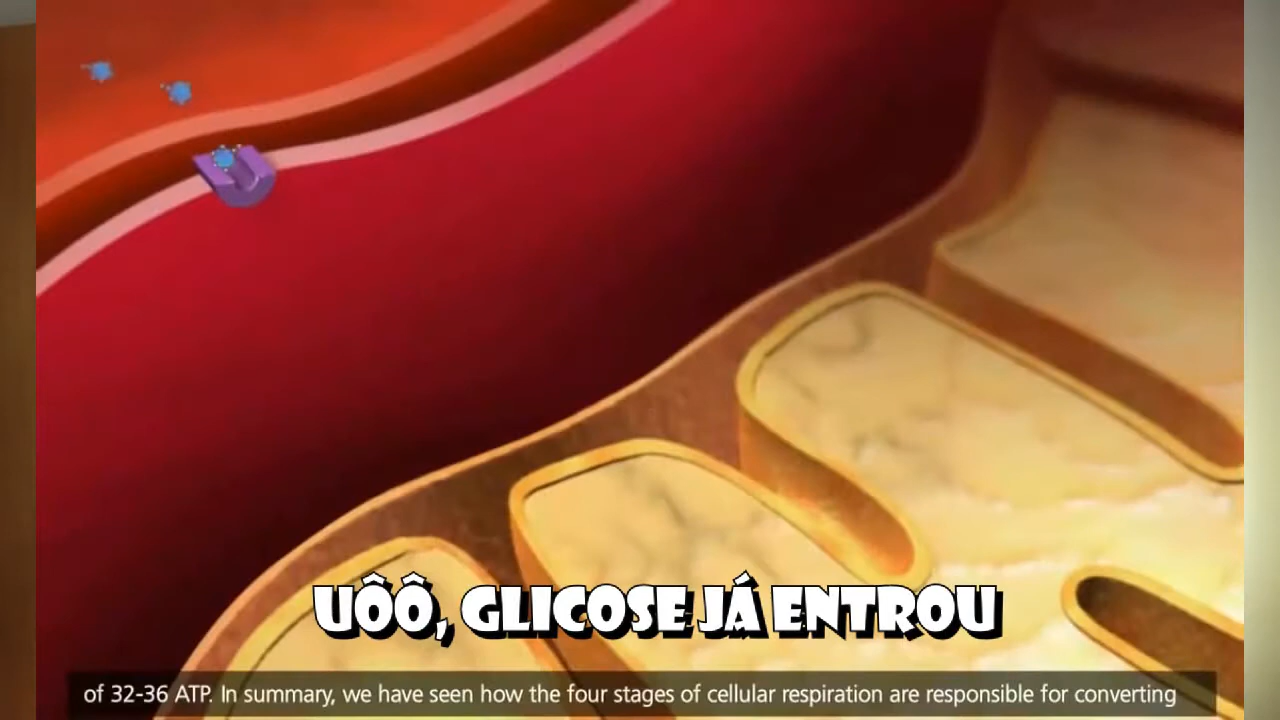 UÔÔ, GLICOSE JÁ ENTROU
of 32-36 ATP. In summary, we have seen how the four stages of cellular respiration are responsible for converting